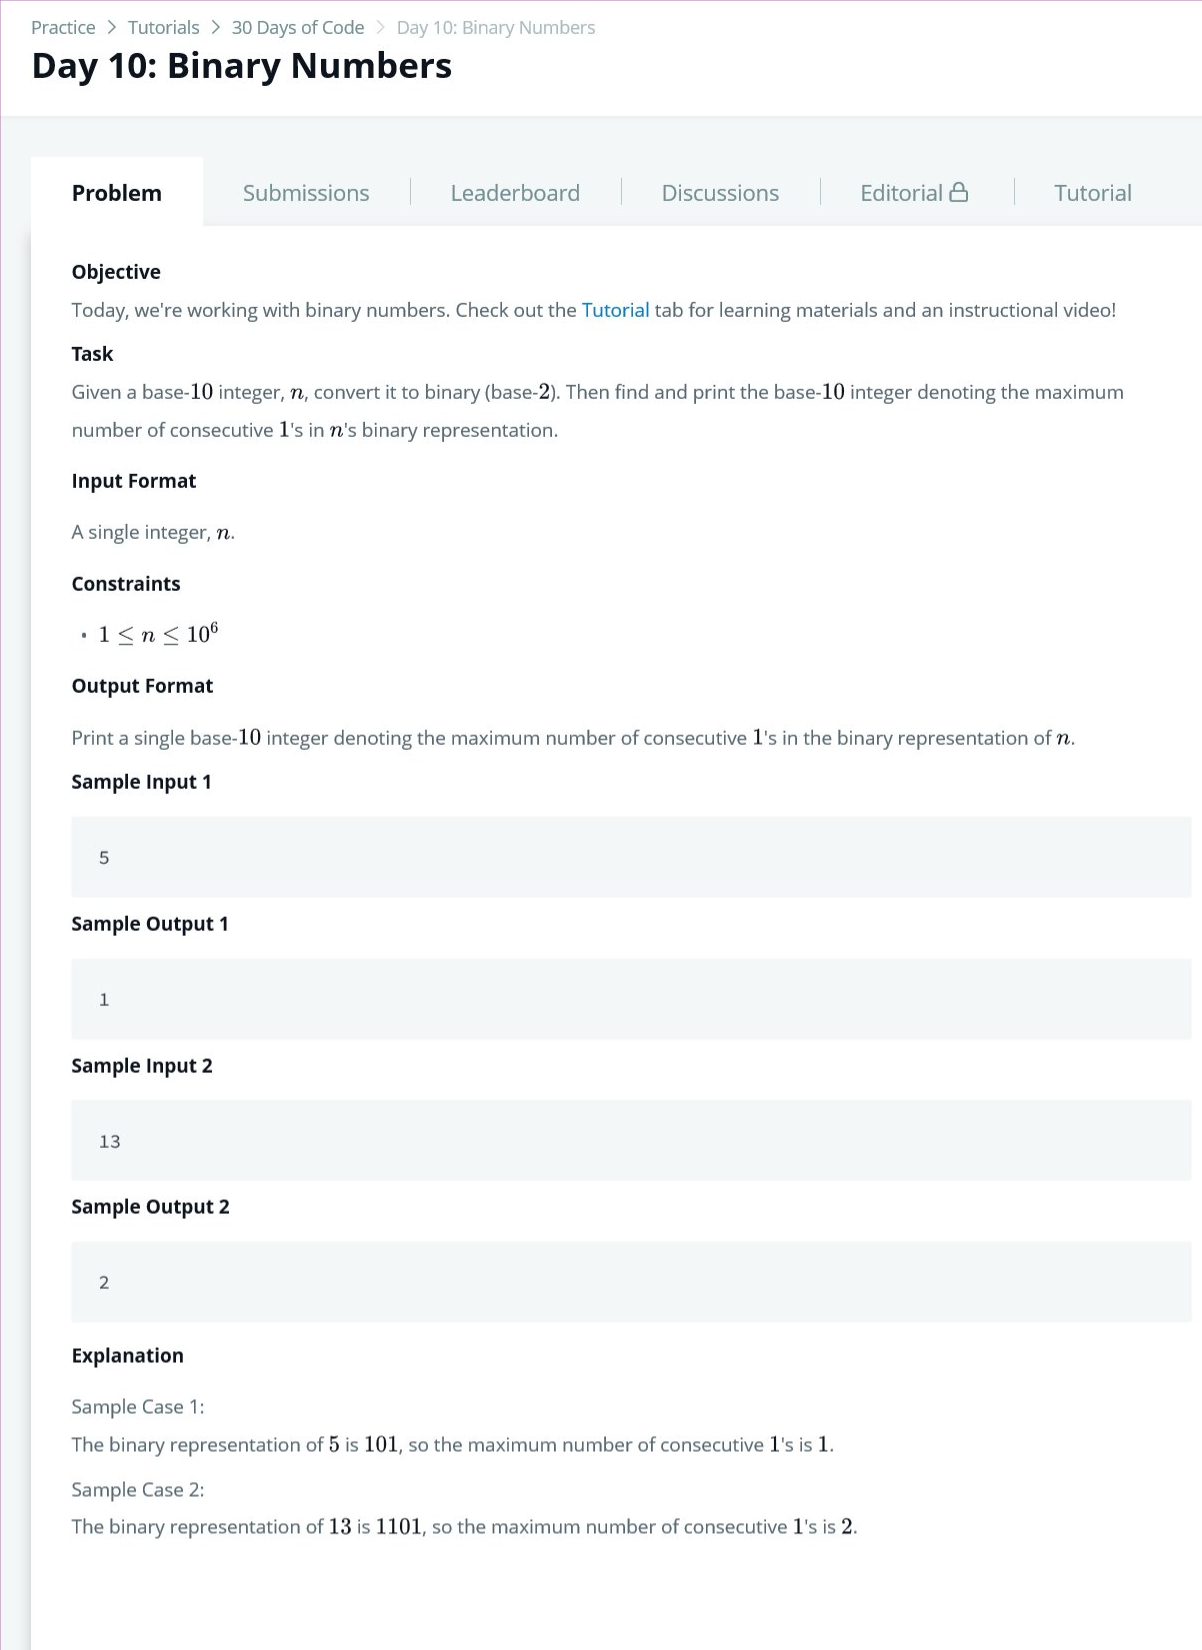 Practice > Tutorials > 30 Days of Code > Day 10: Binary Numbers
Day 10: Binary Numbers
Problem Submissions Leaderboard Discussions Editorial Tutorial
Objective
Today, we're working with binary numbers. Check out the Tutorial tab for learning materials and an instructional video!
Task
Given a base-10 integer, n, convert it to binary (base-2). Then find and print the base-10 integer denoting the maximum
number of consecutive 1's in n's binary representation.
Input Format
A single integer, n.
Constraints
• 1 ≤ n ≤ 10⁶
Output Format
Print a single base-10 integer denoting the maximum number of consecutive 1's in the binary representation of n.
Sample Input 1
5
Sample Output 1
1
Sample Input 2
13
Sample Output 2
2
Explanation
Sample Case 1:
The binary representation of 5 is 101, so the maximum number of consecutive 1's is 1.
Sample Case 2:
The binary representation of 13 is 1101, so the maximum number of consecutive 1's is 2.